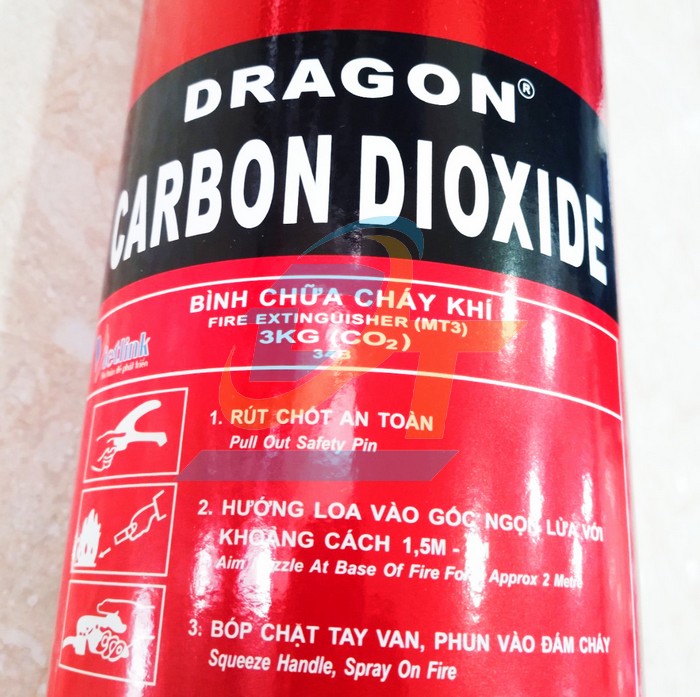 DRAGON®
CARBON DIOXIDE
BÌNH CHỮA CHÁY KHÍ
FIRE EXTINGUISHER (MT3)
3KG (CO₂)
34B
1. RÚT CHỐT AN TOÀN
Pull Out Safety Pin
2. HƯỚNG LOA VÀO GỐC NGỌN LỬA VỚI
KHOẢNG CÁCH 1,5M -
Aim Nozzle At Base Of Fire Approx 2 Metre
3. BÓP CHẶT TAY VAN, PHUN VÀO ĐÁM CHÁY
Squeeze Handle, Spray On Fire